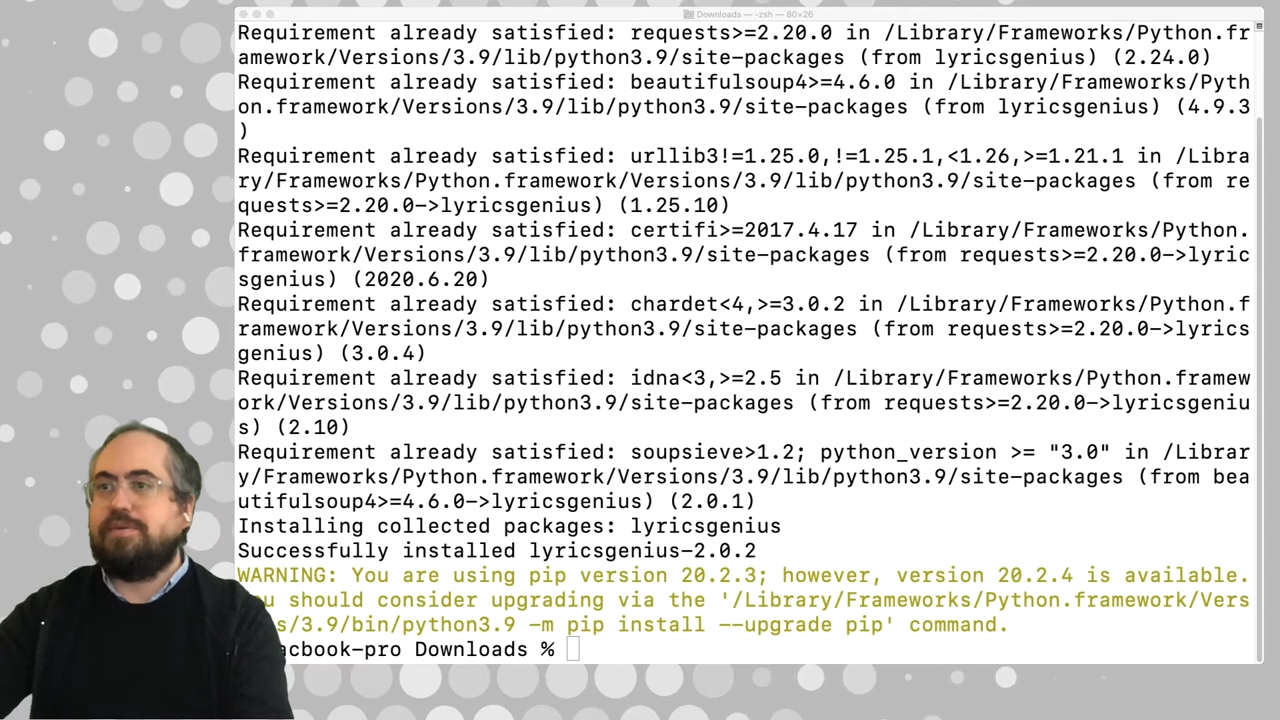 Downloads — -zsh — 80×26
Requirement already satisfied: requests>=2.20.0 in /Library/Frameworks/Python.fr
amework/Versions/3.9/lib/python3.9/site-packages (from lyricsgenius) (2.24.0)
Requirement already satisfied: beautifulsoup4>=4.6.0 in /Library/Frameworks/Pyth
on.framework/Versions/3.9/lib/python3.9/site-packages (from lyricsgenius) (4.9.3
)
Requirement already satisfied: urllib3!=1.25.0,!=1.25.1,<1.26,>=1.21.1 in /Libra
ry/Frameworks/Python.framework/Versions/3.9/lib/python3.9/site-packages (from re
quests>=2.20.0->lyricsgenius) (1.25.10)
Requirement already satisfied: certifi>=2017.4.17 in /Library/Frameworks/Python.
framework/Versions/3.9/lib/python3.9/site-packages (from requests>=2.20.0->lyric
sgenius) (2020.6.20)
Requirement already satisfied: chardet<4,>=3.0.2 in /Library/Frameworks/Python.f
ramework/Versions/3.9/lib/python3.9/site-packages (from requests>=2.20.0->lyrics
genius) (3.0.4)
Requirement already satisfied: idna<3,>=2.5 in /Library/Frameworks/Python.framew
ork/Versions/3.9/lib/python3.9/site-packages (from requests>=2.20.0->lyricsgeniu
s) (2.10)
Requirement already satisfied: soupsieve>1.2; python_version >= "3.0" in /Librar
y/Frameworks/Python.framework/Versions/3.9/lib/python3.9/site-packages (from bea
utifulsoup4>=4.6.0->lyricsgenius) (2.0.1)
Installing collected packages: lyricsgenius
Successfully installed lyricsgenius-2.0.2
WARNING: You are using pip version 20.2.3; however, version 20.2.4 is available.
u should consider upgrading via the '/Library/Frameworks/Python.framework/Vers
s/3.9/bin/python3.9 -m pip install --upgrade pip' command.
acbook-pro Downloads %